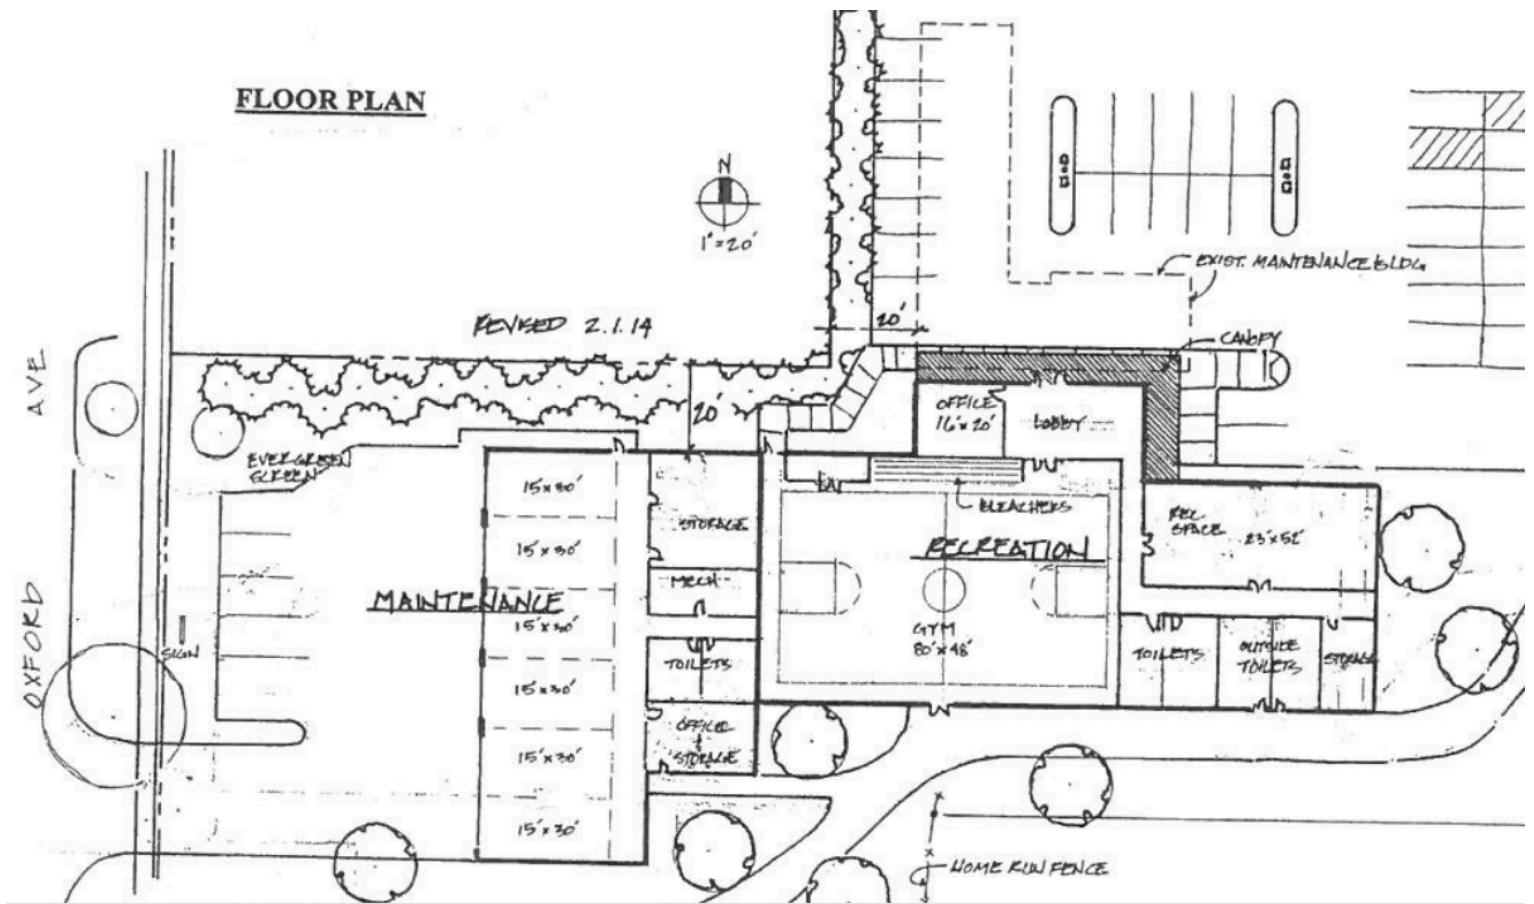 FLOOR PLAN
N
1"=20'
EXIST. MAINTENANCE BLDG
REVISED 2.1.14
20'
CANOPY
AVE
OXFORD
20'
OFFICE
16'x20'
LOBBY
EVERGREEN
SCREEN
15'x30'
STORAGE
BLEACHERS
REC
SPACE
23'x52'
15'x30'
RECREATION
MECH
MAINTENANCE
15'x30'
GYM
80'x48'
SIGN
TOILETS
TOILETS
OUTSIDE
TOILETS
STORAGE
15'x30'
OFFICE
STORAGE
15'x30'
15'x30'
HOME RUN FENCE